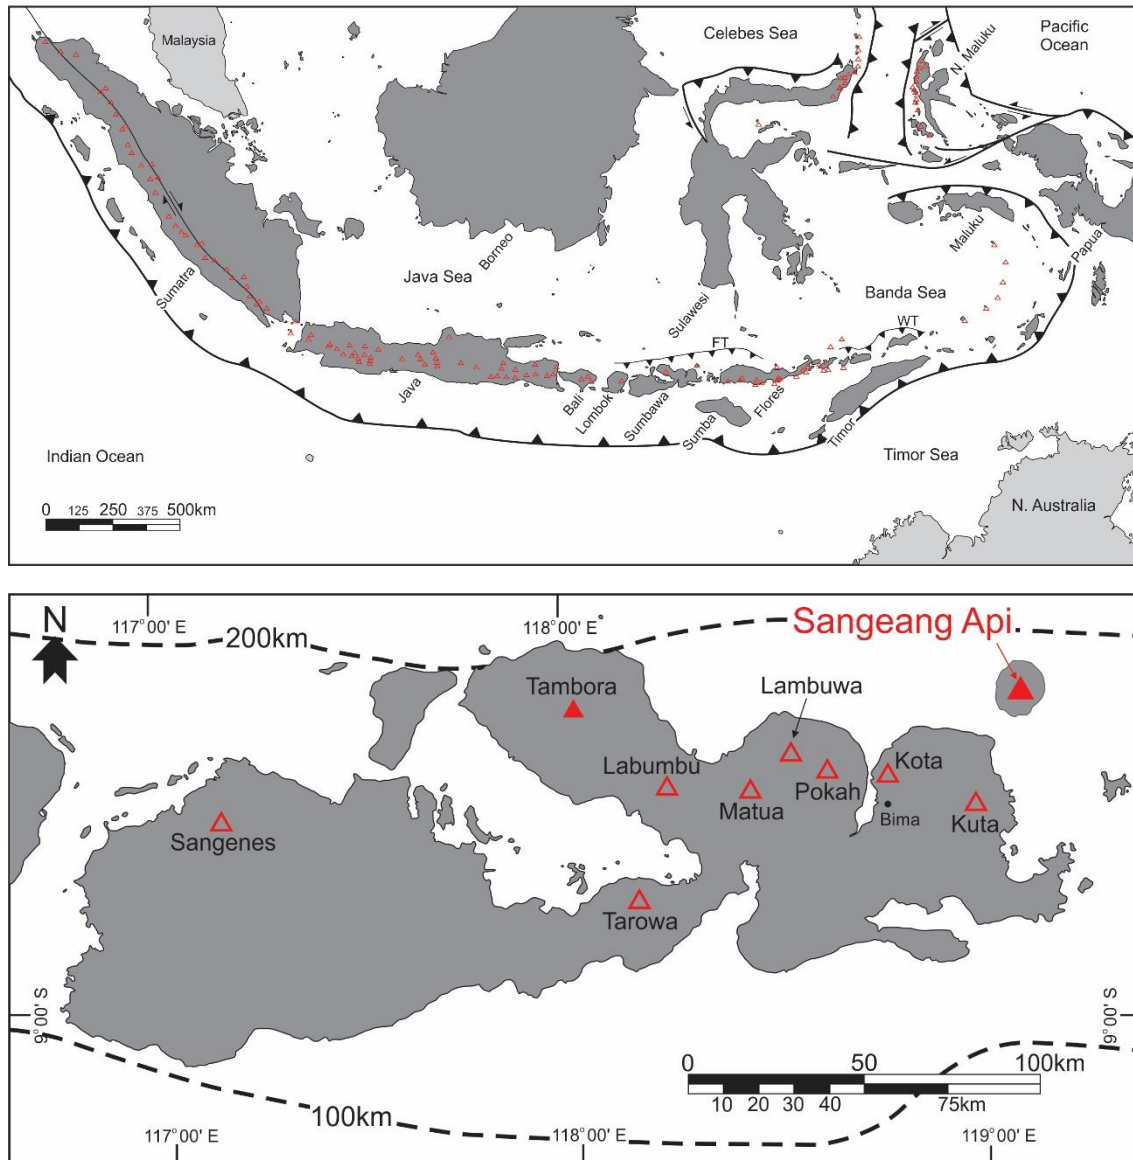 Malaysia
Celebes Sea
Pacific
Ocean
N. Maluku
Sumatra
Java Sea
Borneo
Sulawesi
Banda Sea
Maluku
Papua
FT
WT
Java
Bali
Lombok
Sumbawa
Sumba
Flores
Timor
Indian Ocean
Timor Sea
N. Australia
0 125 250 375 500km
N
117°00' E
200km
118°00' E
Sangeang Api
Tambora
Lambuwa
Labumbu
Matua
Pokah
Kota
Bima
Kuta
Sangenes
Tarowa
9°00' S
9°00' S
0 50 100km
10 20 30 40 75km
100km
117°00' E
118°00' E
119°00' E